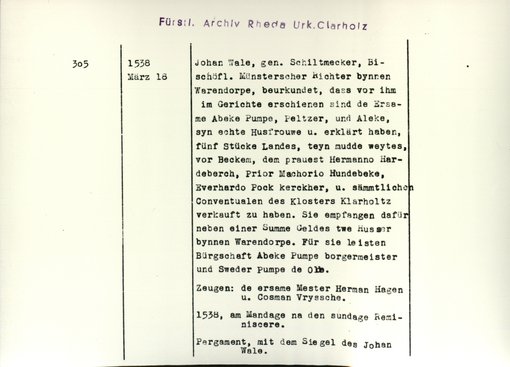 Fürstl. Archiv Rheda Urk.Clarholz
305
1538
März 18
Johan Wale, gen. Schiltmecker, Bi-
schöfl. Münsterscher Richter bynnen
Warendorpe, beurkundet, dass vor ihm
im Gerichte erschienen sind de Ersa-
me Abeke Pumpe, Peltzer, und Aleke,
syn echte Husfrouwe u. erklärt haben,
fünf Stücke Landes, teyn mudde weytes,
vor Beckem, dem prauest Hermanno Har-
deberch, Prior Machorio Hundebeke,
Everhardo Pock kerckher, u. sämmtlichen
Conventualen des Klosters Klarholtz
verkauft zu haben. Sie empfangen dafür
neben einer Summe Geldes twe Husser
bynnen Warendorpe. Für sie leisten
Bürgschaft Abeke Pumpe borgermeister
und Sweder Pumpe de
Zeugen: de ersame Mester Herman Hagen
u. Cosman Vryssche.
1538, am Mandage na den sundage Remi-
niscere.
Pergament, mit dem Siegel des Johan
Wale.